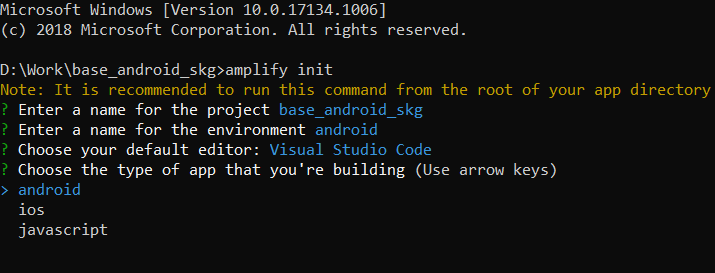 Microsoft Windows [Version 10.0.17134.1006]
(c) 2018 Microsoft Corporation. All rights reserved.
D:\Work\base_android_skg>amplify init
Note: It is recommended to run this command from the root of your app directory
? Enter a name for the project base_android_skg
? Enter a name for the environment android
? Choose your default editor: Visual Studio Code
? Choose the type of app that you're building (Use arrow keys)
> android
ios
javascript